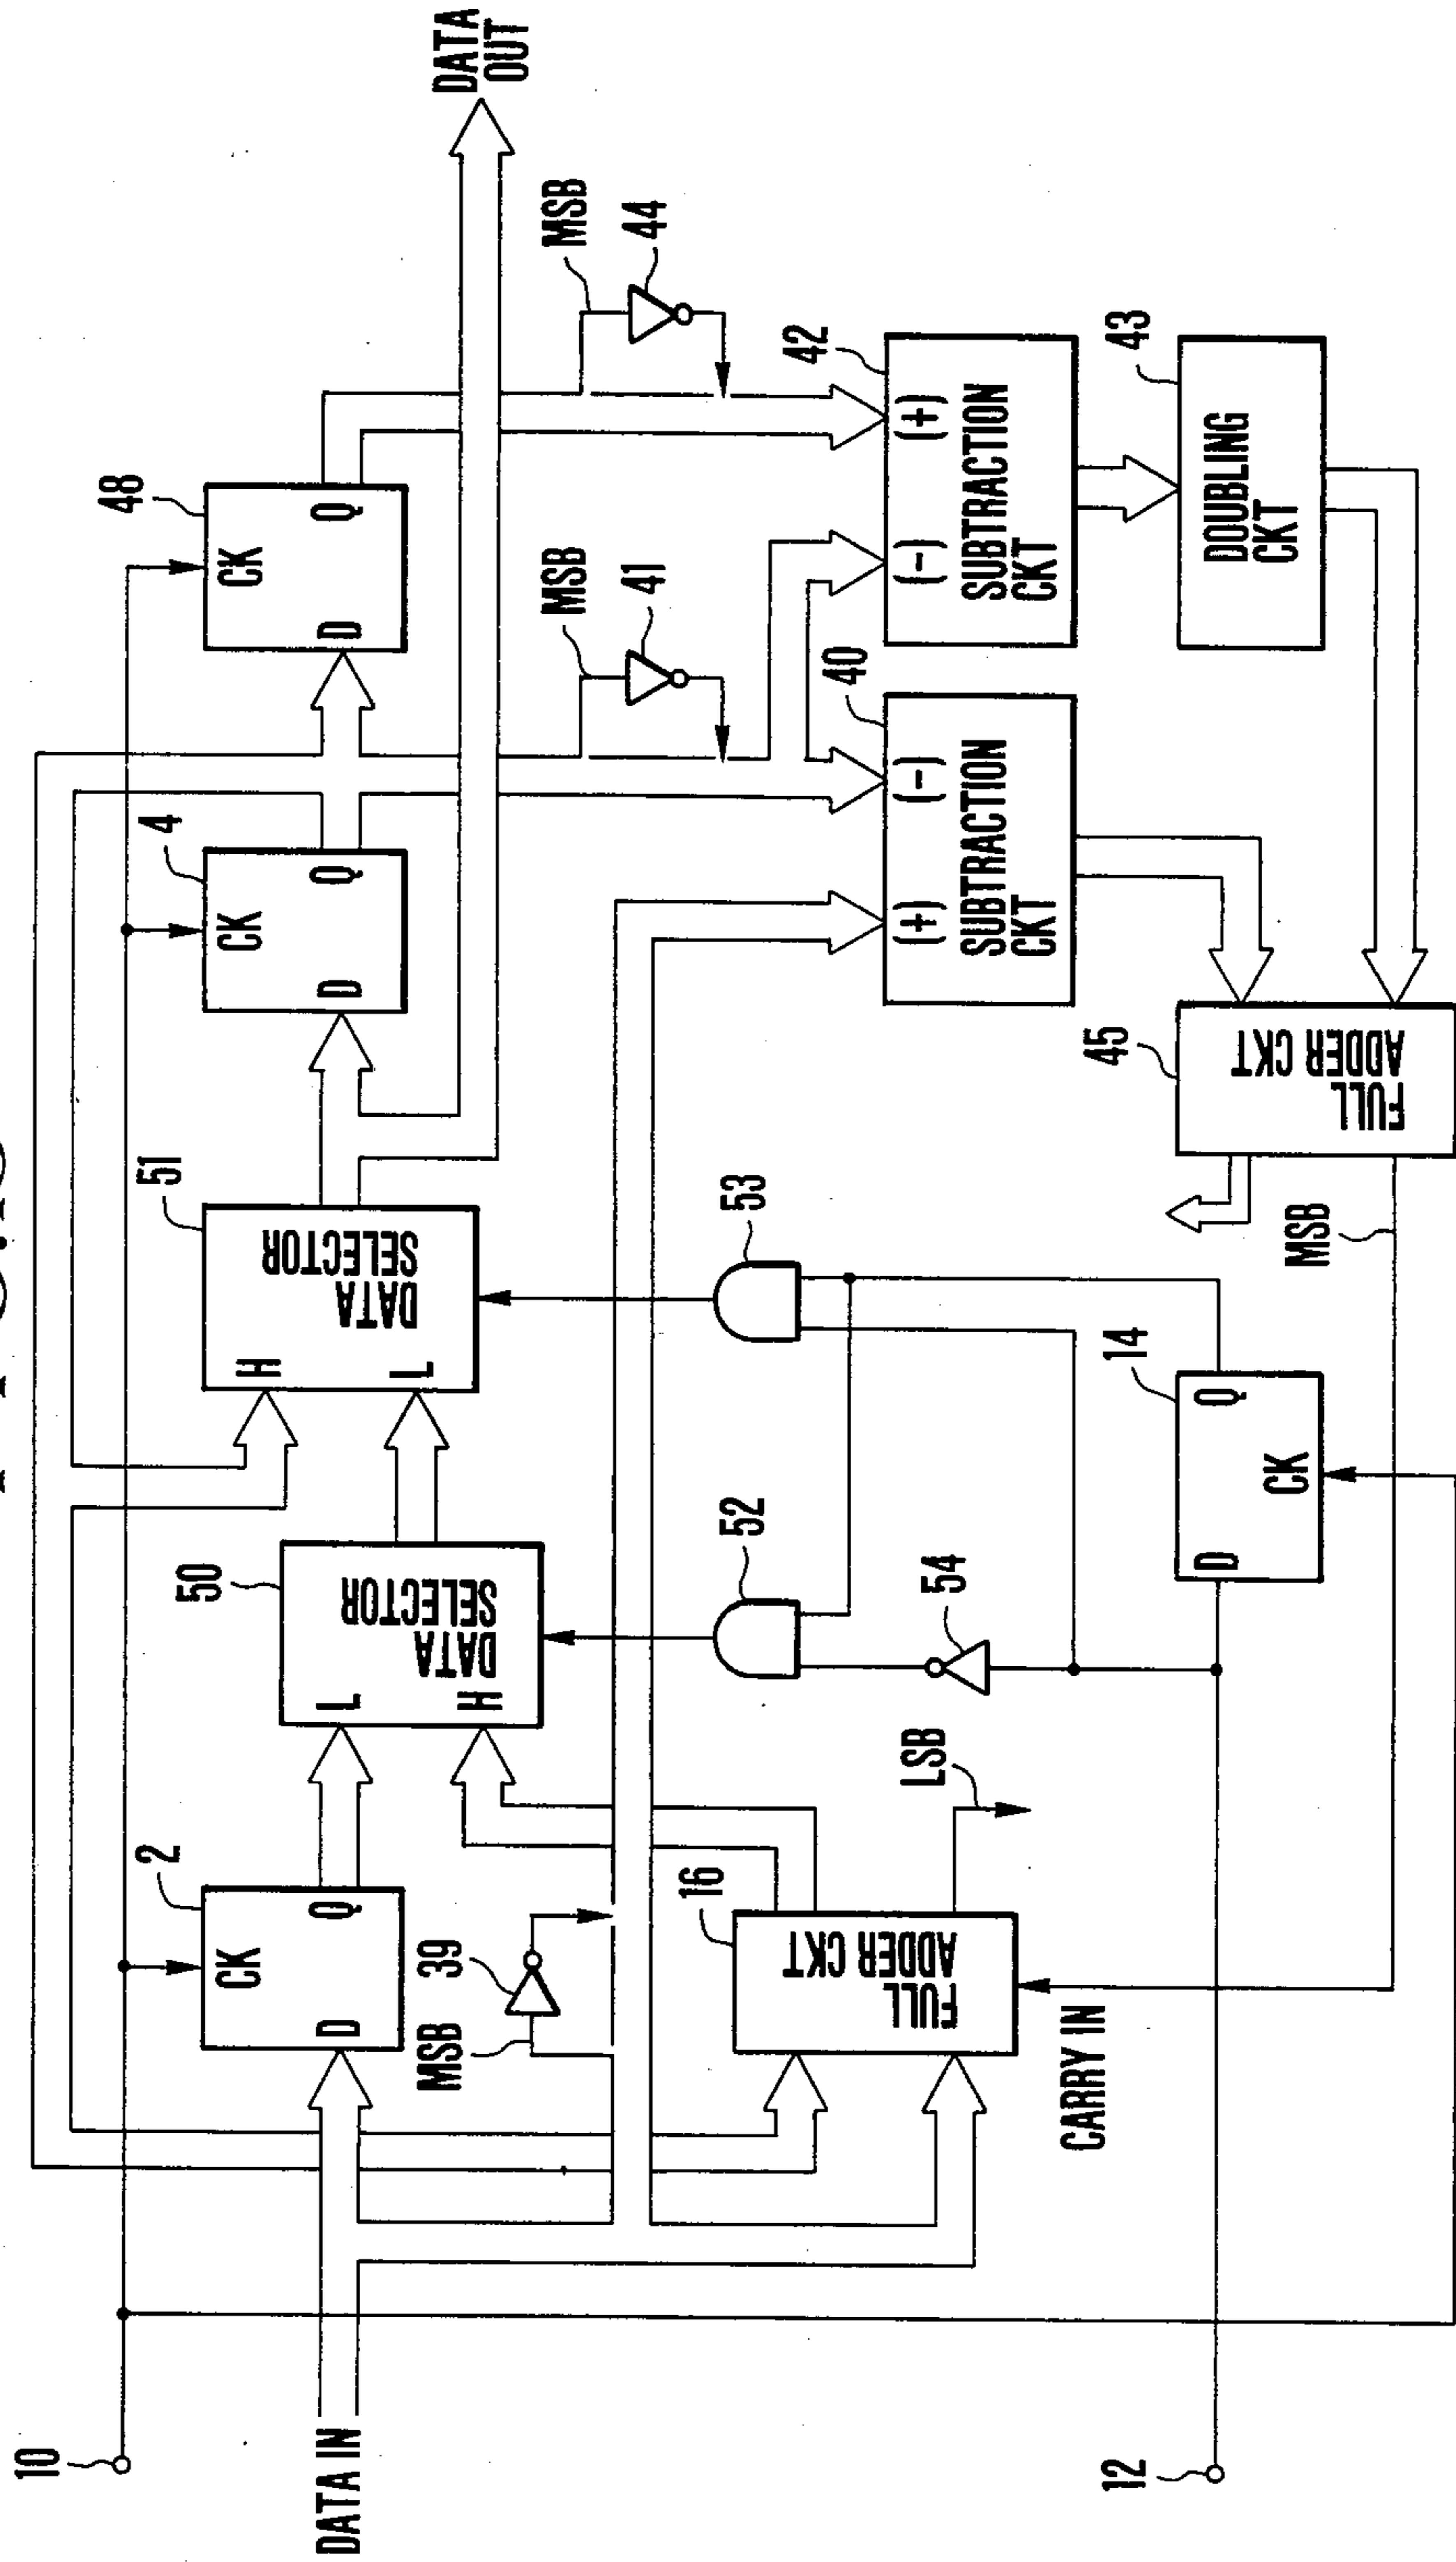 10
DATA IN
2
CK
D
Q
MSB
39
50
L
H
DATA
SELECTOR
51
H
L
DATA
SELECTOR
4
CK
D
Q
48
CK
D
Q
DATA
OUT
16
FULL
ADDER CKT
LSB
CARRY IN
52
53
54
MSB
41
MSB
44
40
(+)
(-)
SUBTRACTION
CKT
42
(-)
(+)
SUBTRACTION
CKT
43
DOUBLING
CKT
45
FULL
ADDER CKT
MSB
14
D
Q
CK
12